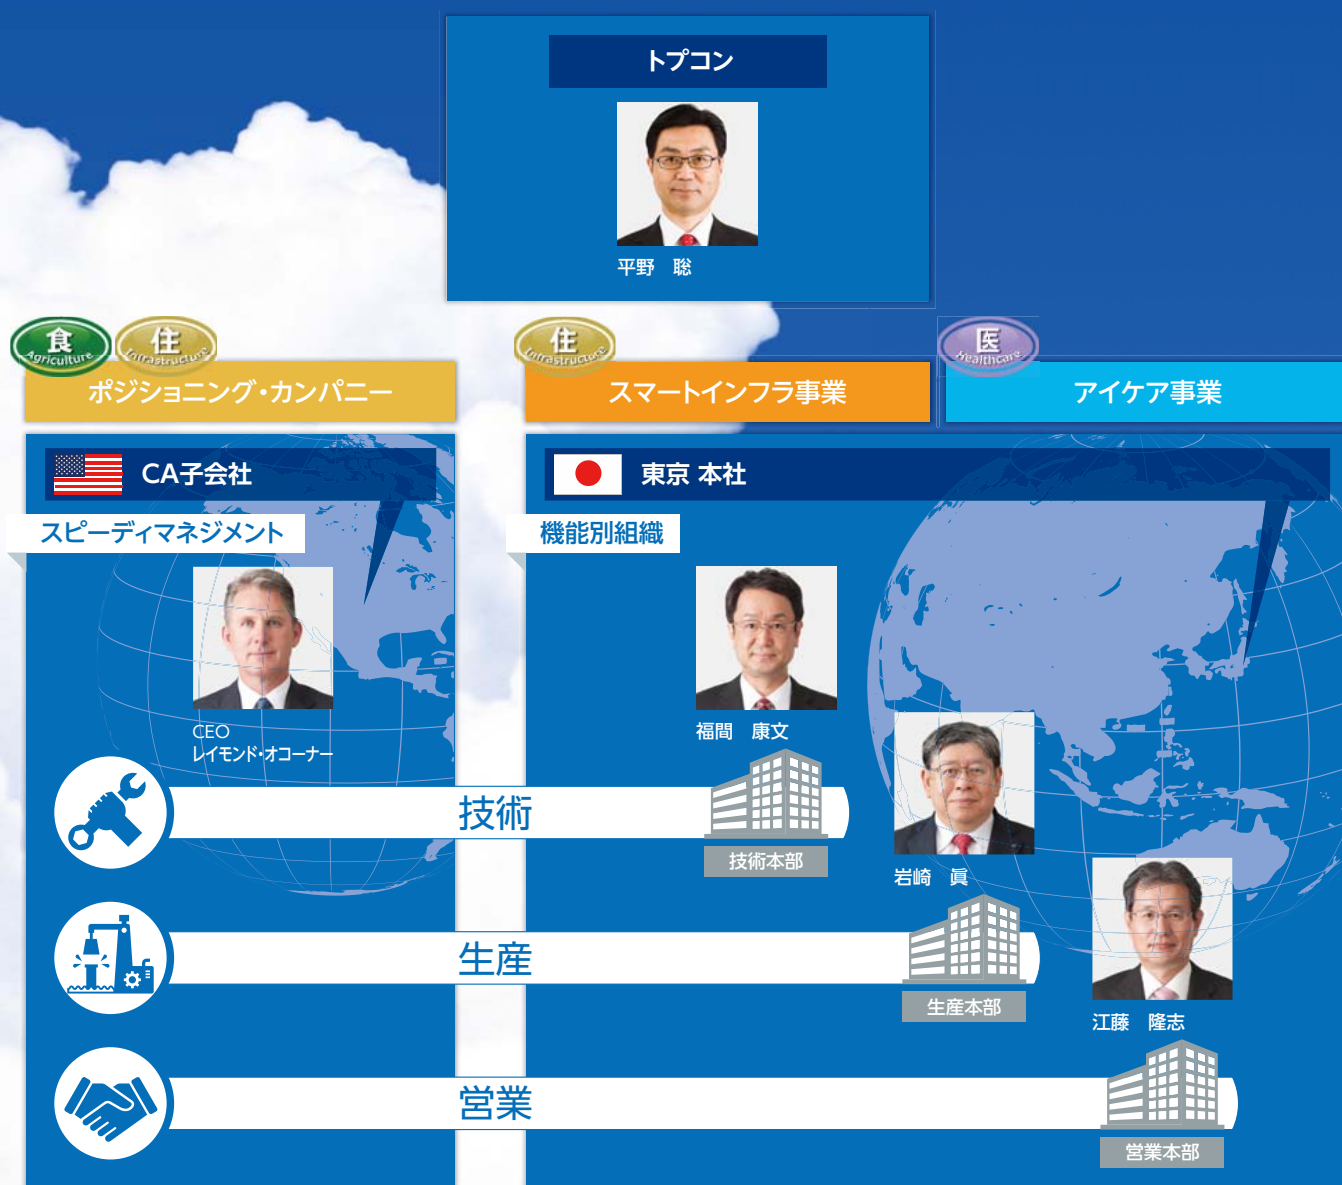 トプコン
平野 聡
食
Agriculture
住
Infrastructure
住
Infrastructure
医
Healthcare
ポジショニング・カンパニー
スマートインフラ事業
アイケア事業
CA子会社
東京 本社
スピーディマネジメント
機能別組織
CEO
レイモンド・オコーナー
福間 康文
技術
技術本部
岩崎 眞
生産
生産本部
江藤 隆志
営業
営業本部